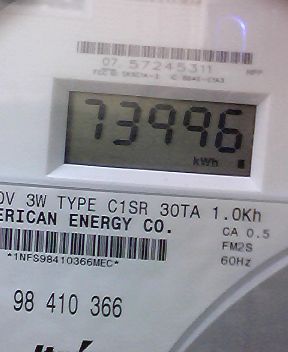 07 57245311
73996
kWh
0V 3W TYPE C1SR 30TA 1.0Kh
ERICAN ENERGY CO.
CA 0.5
*1NFS98410366MEC*
FM2S
60Hz
98 410 366